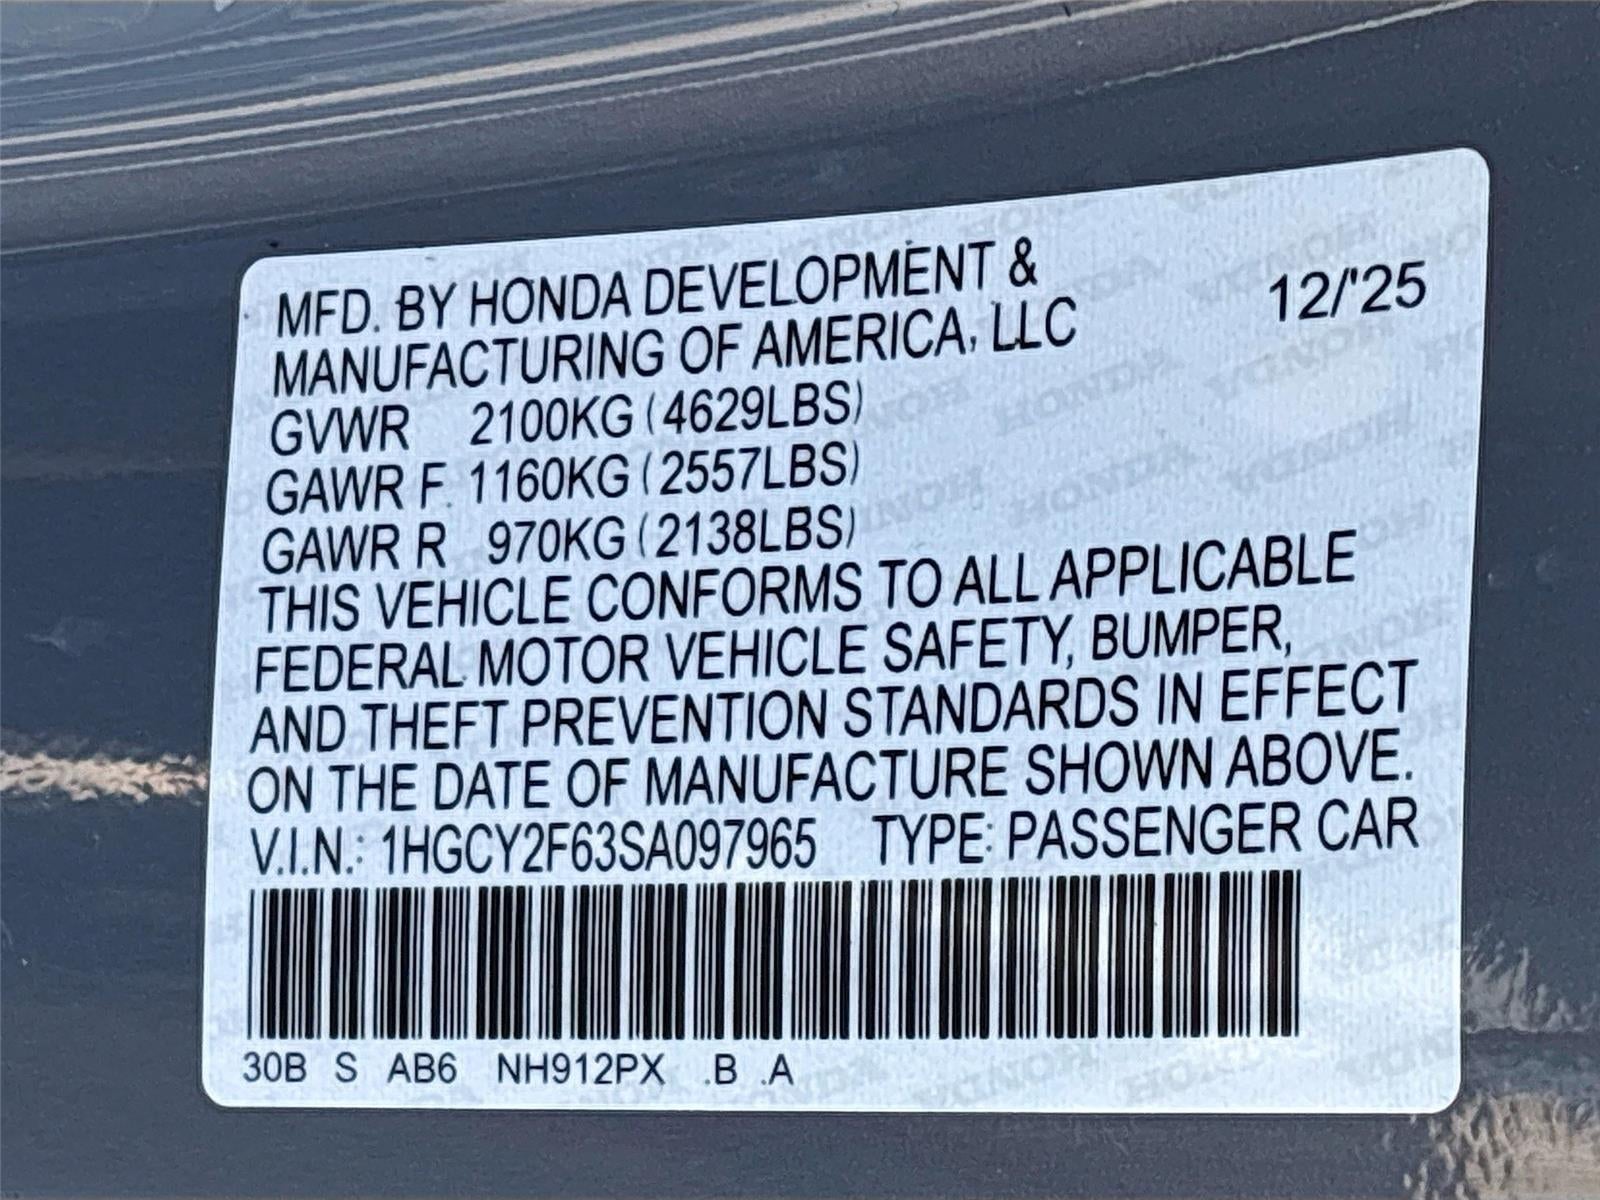 MFD. BY HONDA DEVELOPMENT & 12/'25
MANUFACTURING OF AMERICA, LLC
GVWR 2100KG (4629LBS)
GAWR F 1160KG (2557LBS)
GAWR R 970KG (2138LBS)
THIS VEHICLE CONFORMS TO ALL APPLICABLE
FEDERAL MOTOR VEHICLE SAFETY, BUMPER,
AND THEFT PREVENTION STANDARDS IN EFFECT
ON THE DATE OF MANUFACTURE SHOWN ABOVE.
V.I.N.: 1HGCY2F63SA097965 TYPE: PASSENGER CAR
30B S AB6 NH912PX .B .A